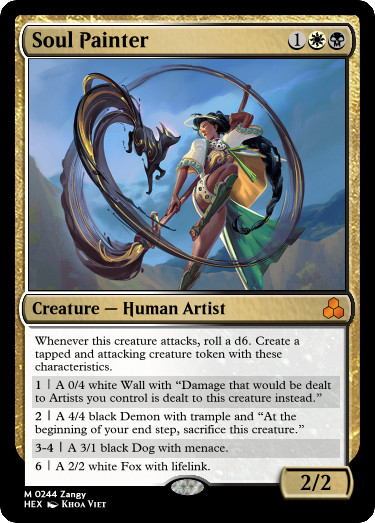 Soul Painter 1
Creature — Human Artist
Whenever this creature attacks, roll a d6. Create a
tapped and attacking creature token with these
characteristics.
1 | A 0/4 white Wall with “Damage that would be dealt
to Artists you control is dealt to this creature instead.”
2 | A 4/4 black Demon with trample and “At the
beginning of your end step, sacrifice this creature.”
3-4 | A 3/1 black Dog with menace.
6 | A 2/2 white Fox with lifelink.
2/2
M 0244 Zangy
HEX Khoa Viet